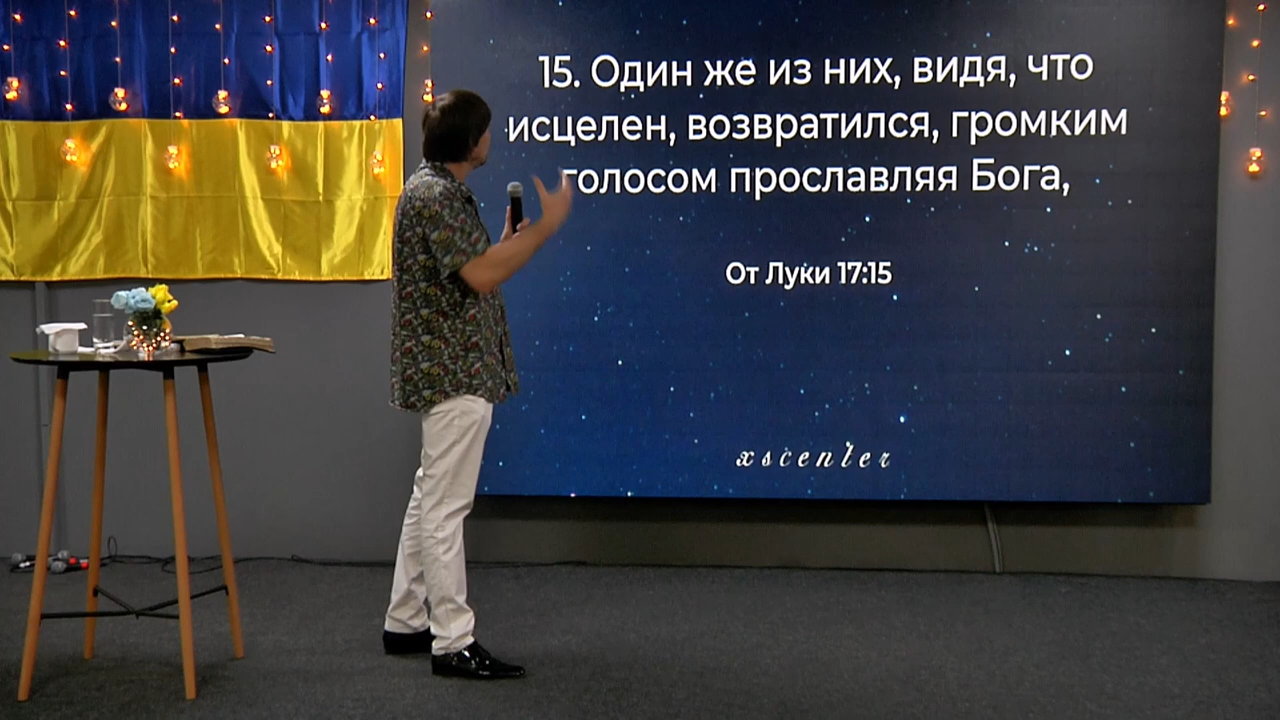 15. Один же из них, видя, что
исцелен, возвратился, громким
голосом прославляя Бога,
От Луки 17:15
xscenter